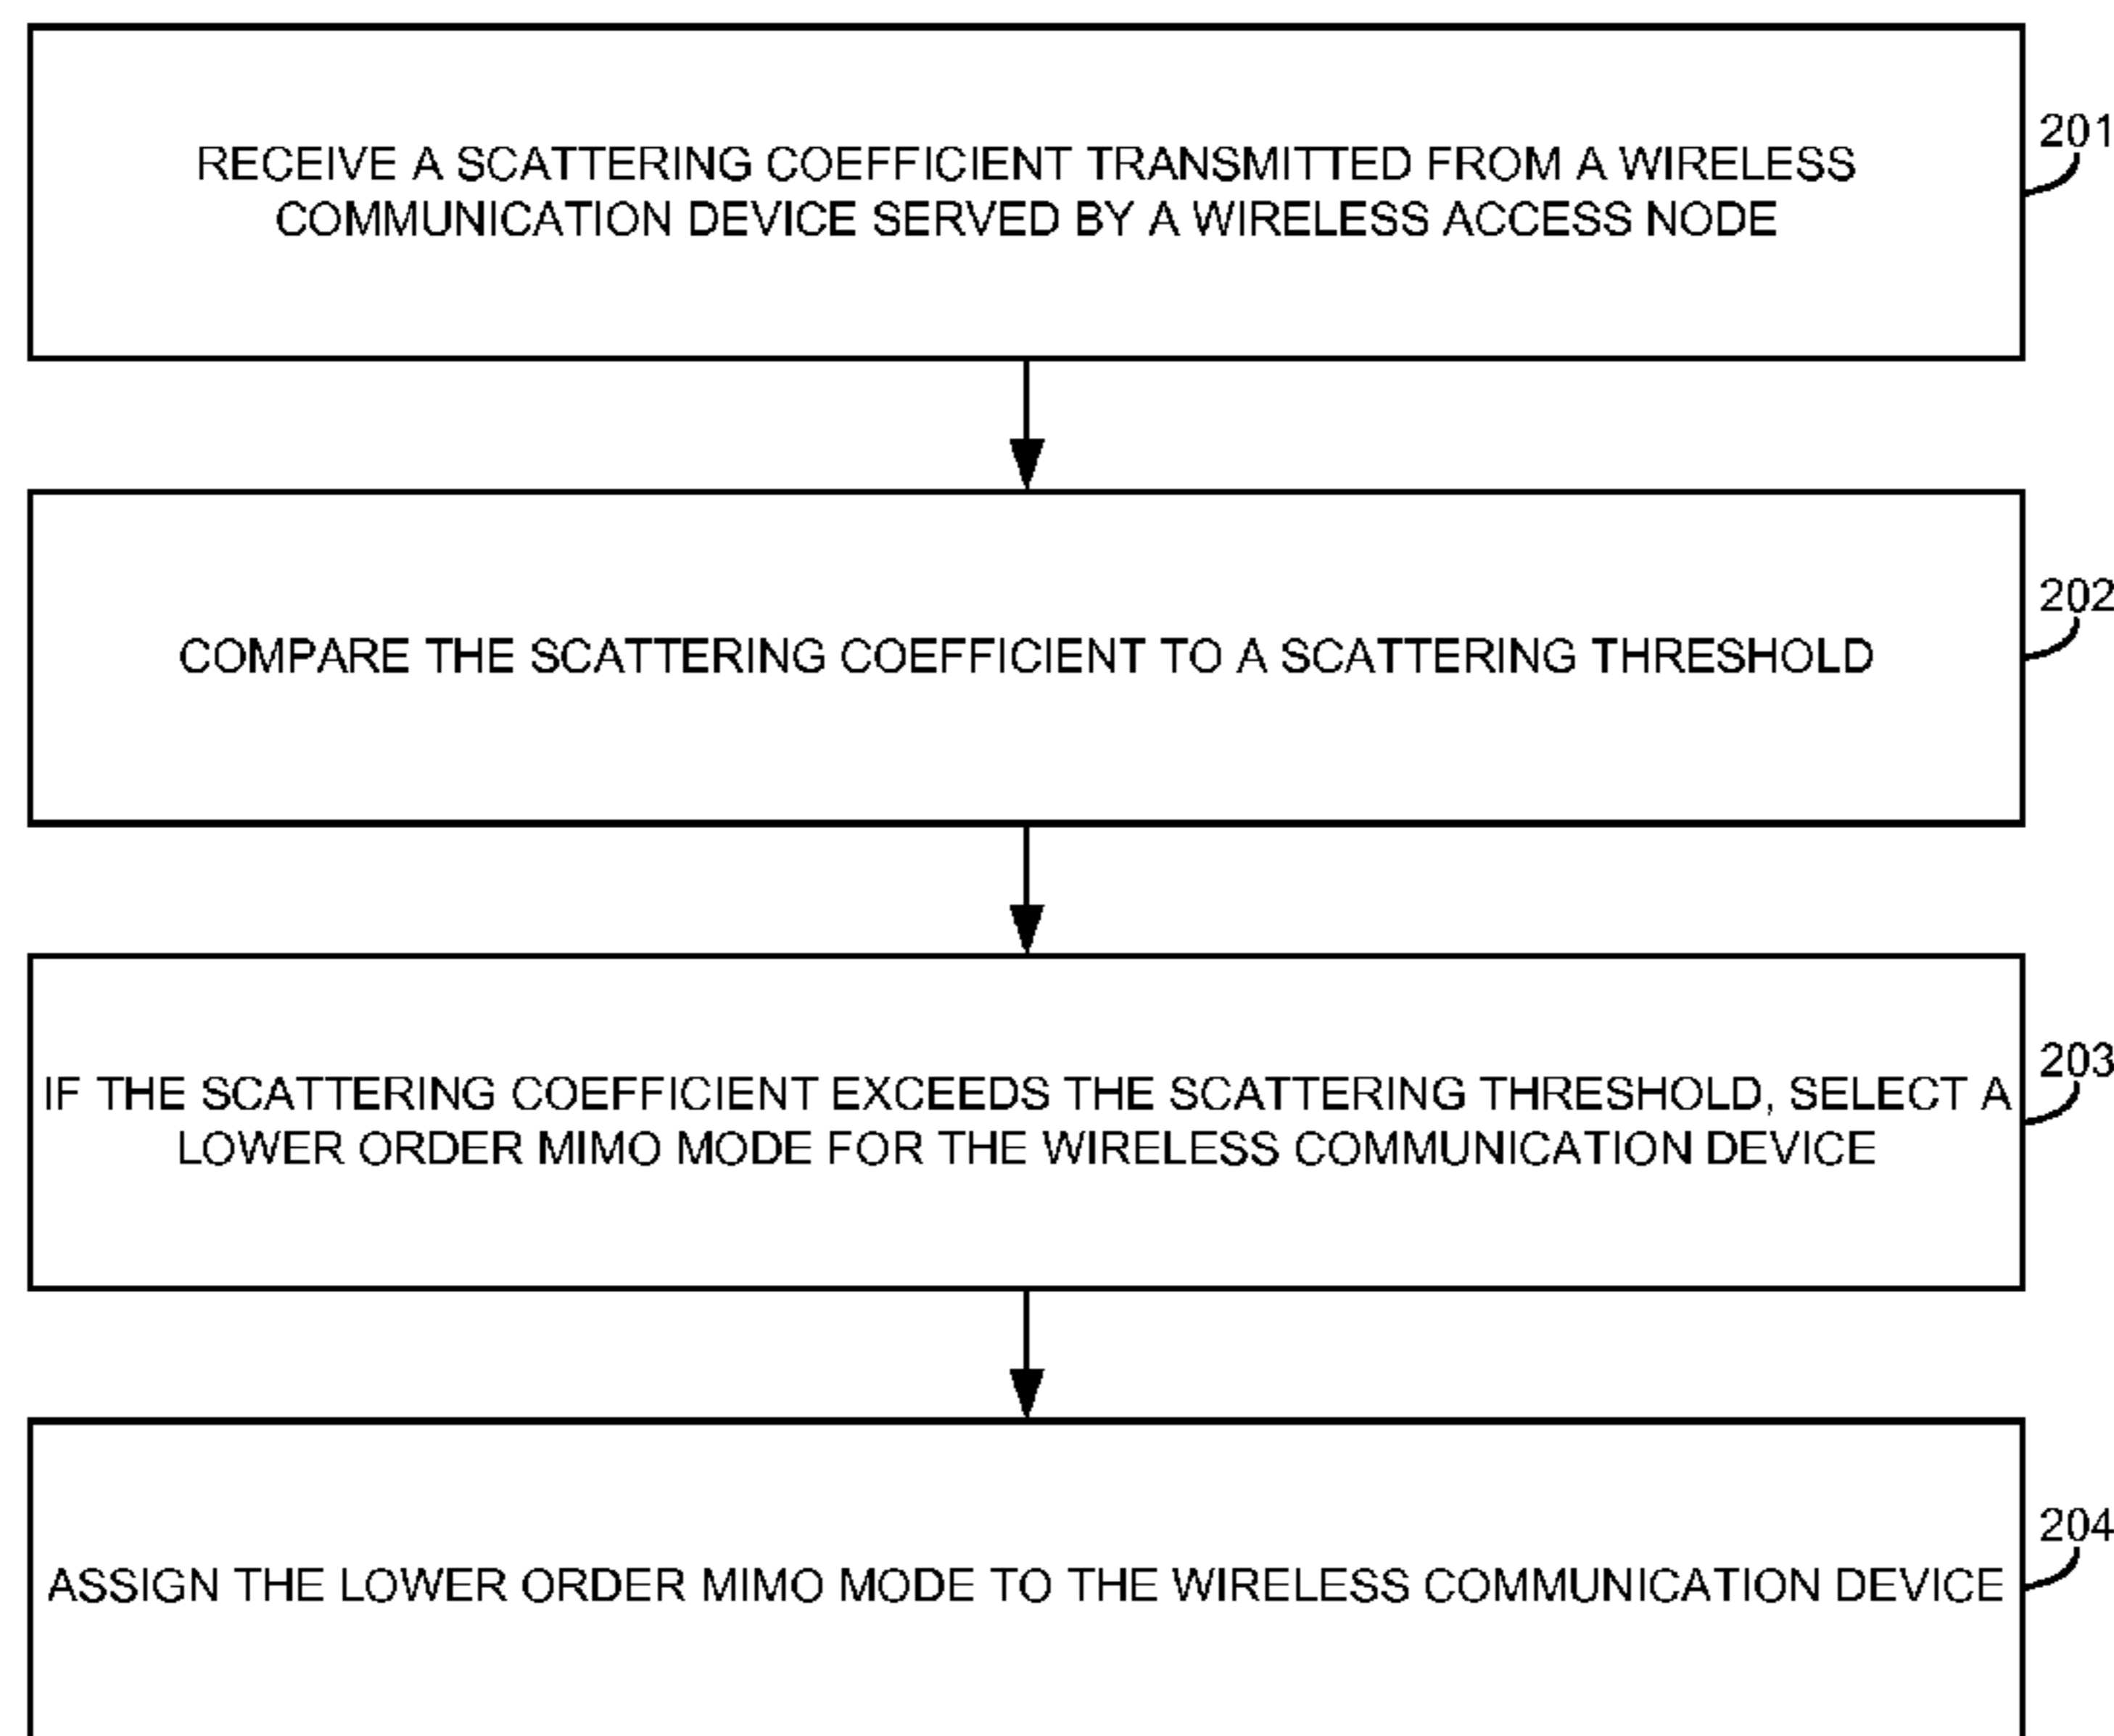 RECEIVE A SCATTERING COEFFICIENT TRANSMITTED FROM A WIRELESS
COMMUNICATION DEVICE SERVED BY A WIRELESS ACCESS NODE
201
COMPARE THE SCATTERING COEFFICIENT TO A SCATTERING THRESHOLD
202
IF THE SCATTERING COEFFICIENT EXCEEDS THE SCATTERING THRESHOLD, SELECT A
LOWER ORDER MIMO MODE FOR THE WIRELESS COMMUNICATION DEVICE
203
ASSIGN THE LOWER ORDER MIMO MODE TO THE WIRELESS COMMUNICATION DEVICE
204